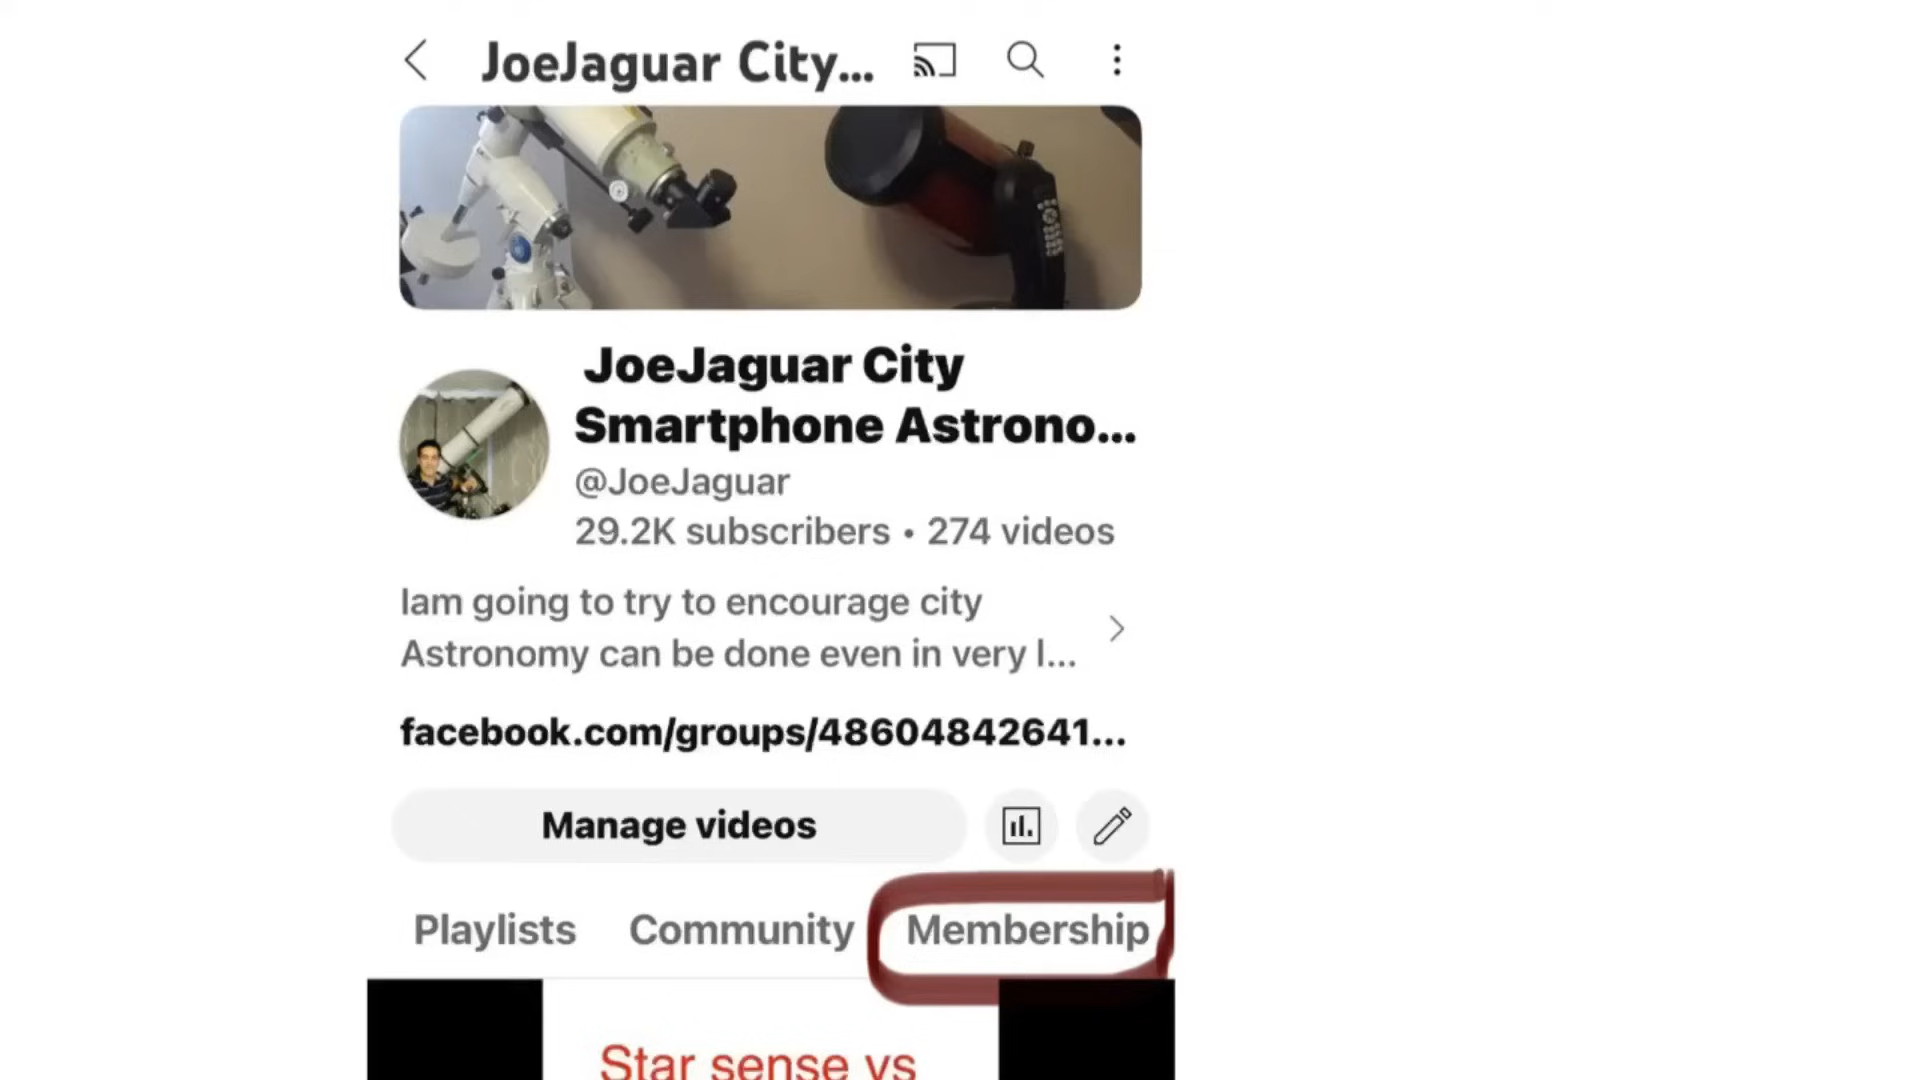 JoeJaguar City...
JoeJaguar City
Smartphone Astrono...
@JoeJaguar
29.2K subscribers • 274 videos
Iam going to try to encourage city
Astronomy can be done even in very l...
facebook.com/groups/48604842641...
Manage videos
Playlists Community Membership
Star sense vs